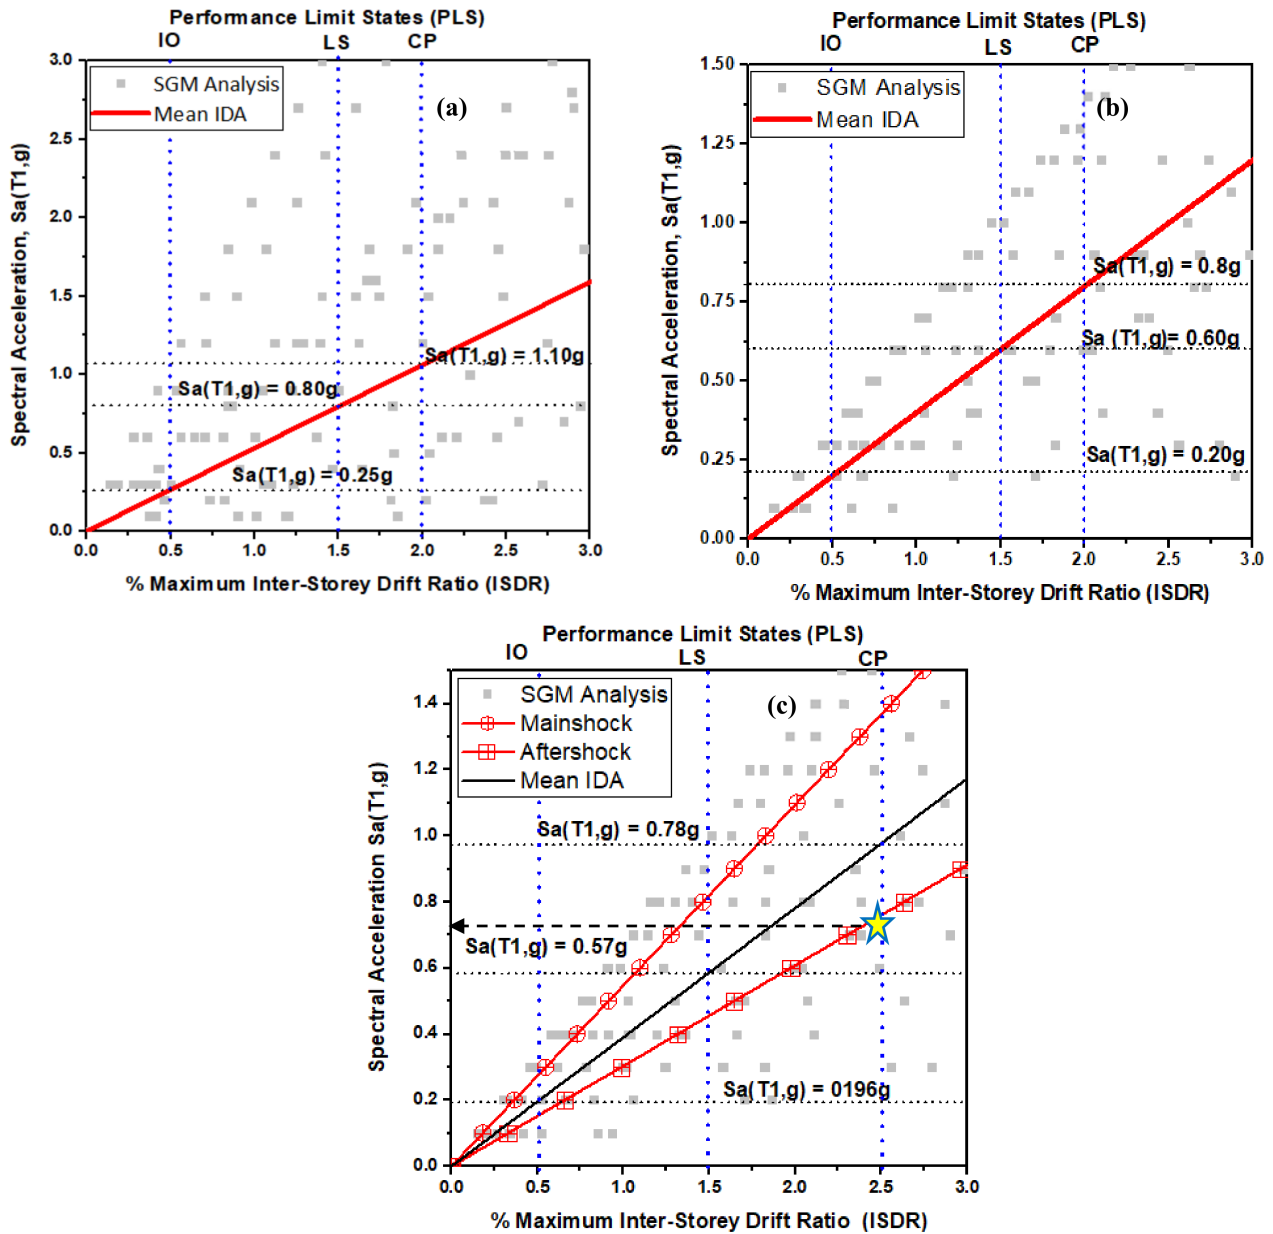 Performance Limit States (PLS)
IO LS CP
3.0
2.5
2.0
1.5
1.0
0.5
0.0
Spectral Acceleration, Sa(T1,g)
SGM Analysis
Mean IDA
(a)
Sa(T1,g) = 1.10g
Sa(T1,g) = 0.80g
Sa(T1,g) = 0.25g
0.0 0.5 1.0 1.5 2.0 2.5 3.0
% Maximum Inter-Storey Drift Ratio (ISDR)
Performance Limit States (PLS)
IO LS CP
1.50
1.25
1.00
0.75
0.50
0.25
0.00
Spectral Acceleration, Sa(T1,g)
SGM Analysis
Mean IDA
(b)
Sa(T1,g) = 0.8g
Sa (T1,g)= 0.60g
Sa(T1,g) = 0.20g
0.0 0.5 1.0 1.5 2.0 2.5 3.0
% Maximum Inter-Storey Drift Ratio (ISDR)
Performance Limit States (PLS)
IO LS CP
1.4
1.2
1.0
0.8
0.6
0.4
0.2
0.0
Spectral Acceleration Sa(T1,g)
SGM Analysis
Mainshock
Aftershock
Mean IDA
(c)
Sa(T1,g) = 0.78g
Sa(T1,g) = 0.57g
Sa(T1,g) = 0196g
0.0 0.5 1.0 1.5 2.0 2.5 3.0
% Maximum Inter-Storey Drift Ratio (ISDR)